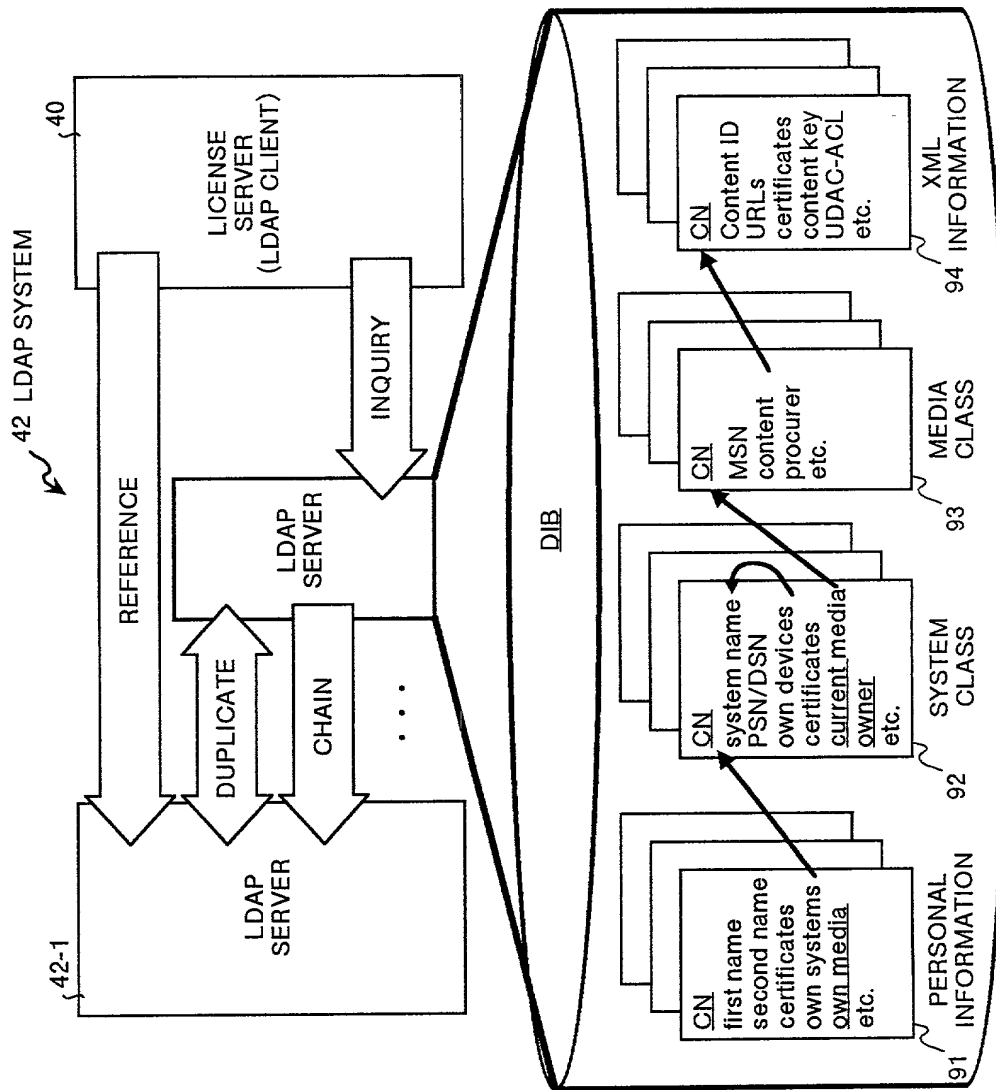 42 LDAP SYSTEM
42-1
LDAP
SERVER
REFERENCE
DUPLICATE
CHAIN
. . .
LDAP
SERVER
INQUIRY
40
LICENSE
SERVER
(LDAP CLIENT)
DIB
CN
first name
second name
certificates
own systems
own media
etc.
91
PERSONAL
INFORMATION
CN
system name
PSN/DSN
own devices
certificates
current media
owner
etc.
92
SYSTEM
CLASS
CN
MSN
content
procurer
etc.
93
MEDIA
CLASS
CN
Content ID
URLs
certificates
content key
UDAC-ACL
etc.
94
XML
INFORMATION